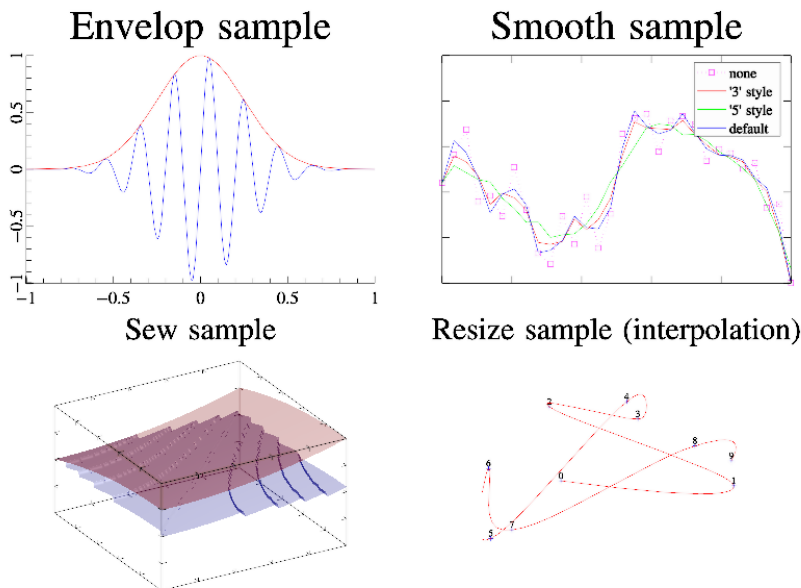 Envelop sample
Smooth sample
1
0.5
0
−0.5
−1
−1
−0.5
0
0.5
1
none
'3' style
'5' style
default
Sew sample
Resize sample (interpolation)
2
4
3
8
9
6
0
1
5
7